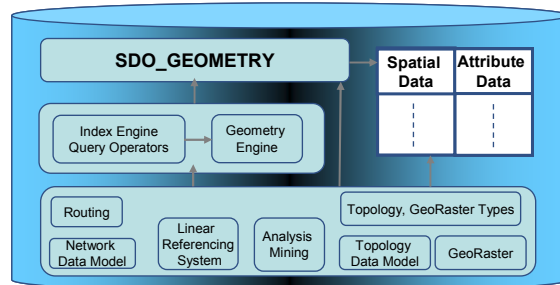 SDO_GEOMETRY
Spatial
Data
Attribute
Data
Index Engine
Query Operators
Geometry
Engine
Routing
Network
Data Model
Linear
Referencing
System
Analysis
Mining
Topology, GeoRaster Types
Topology
Data Model
GeoRaster